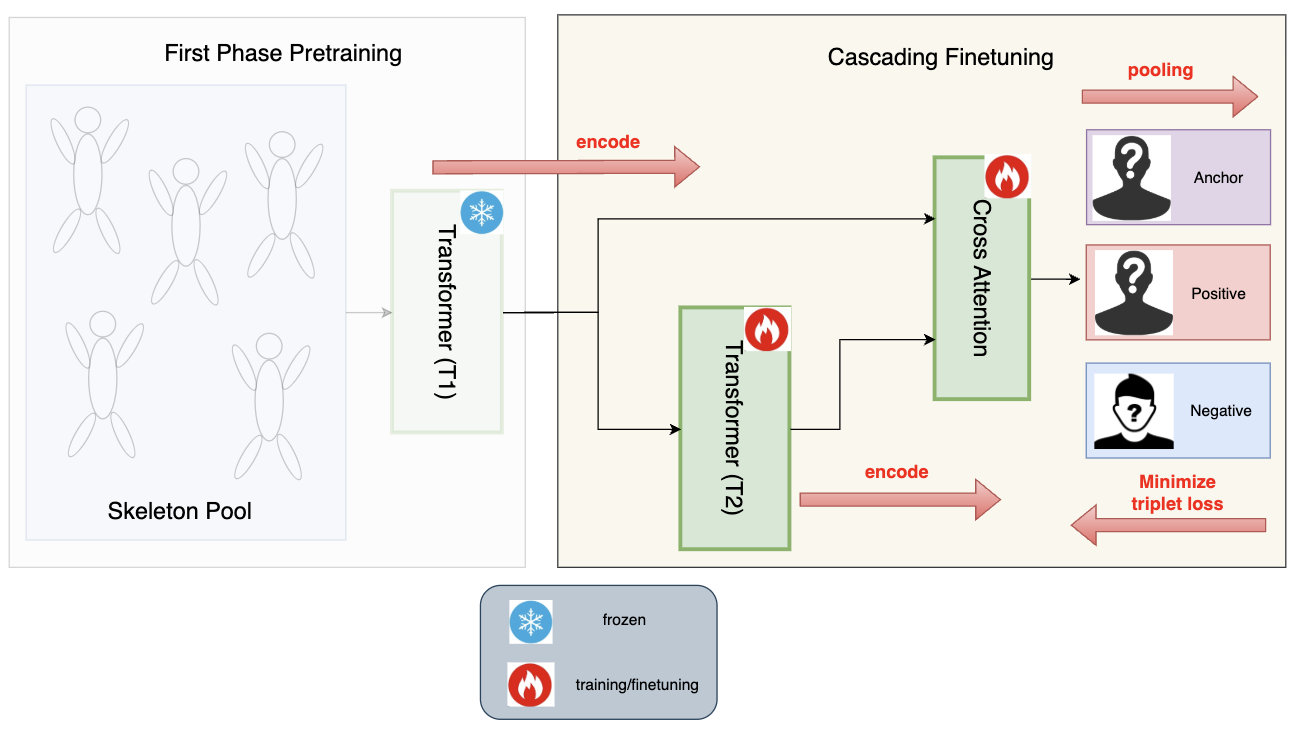 First Phase Pretraining
Cascading Finetuning
pooling
encode
Anchor
Transformer (T1)
Cross Attention
Positive
Transformer (T2)
Negative
encode
Minimize
triplet loss
Skeleton Pool
frozen
training/finetuning